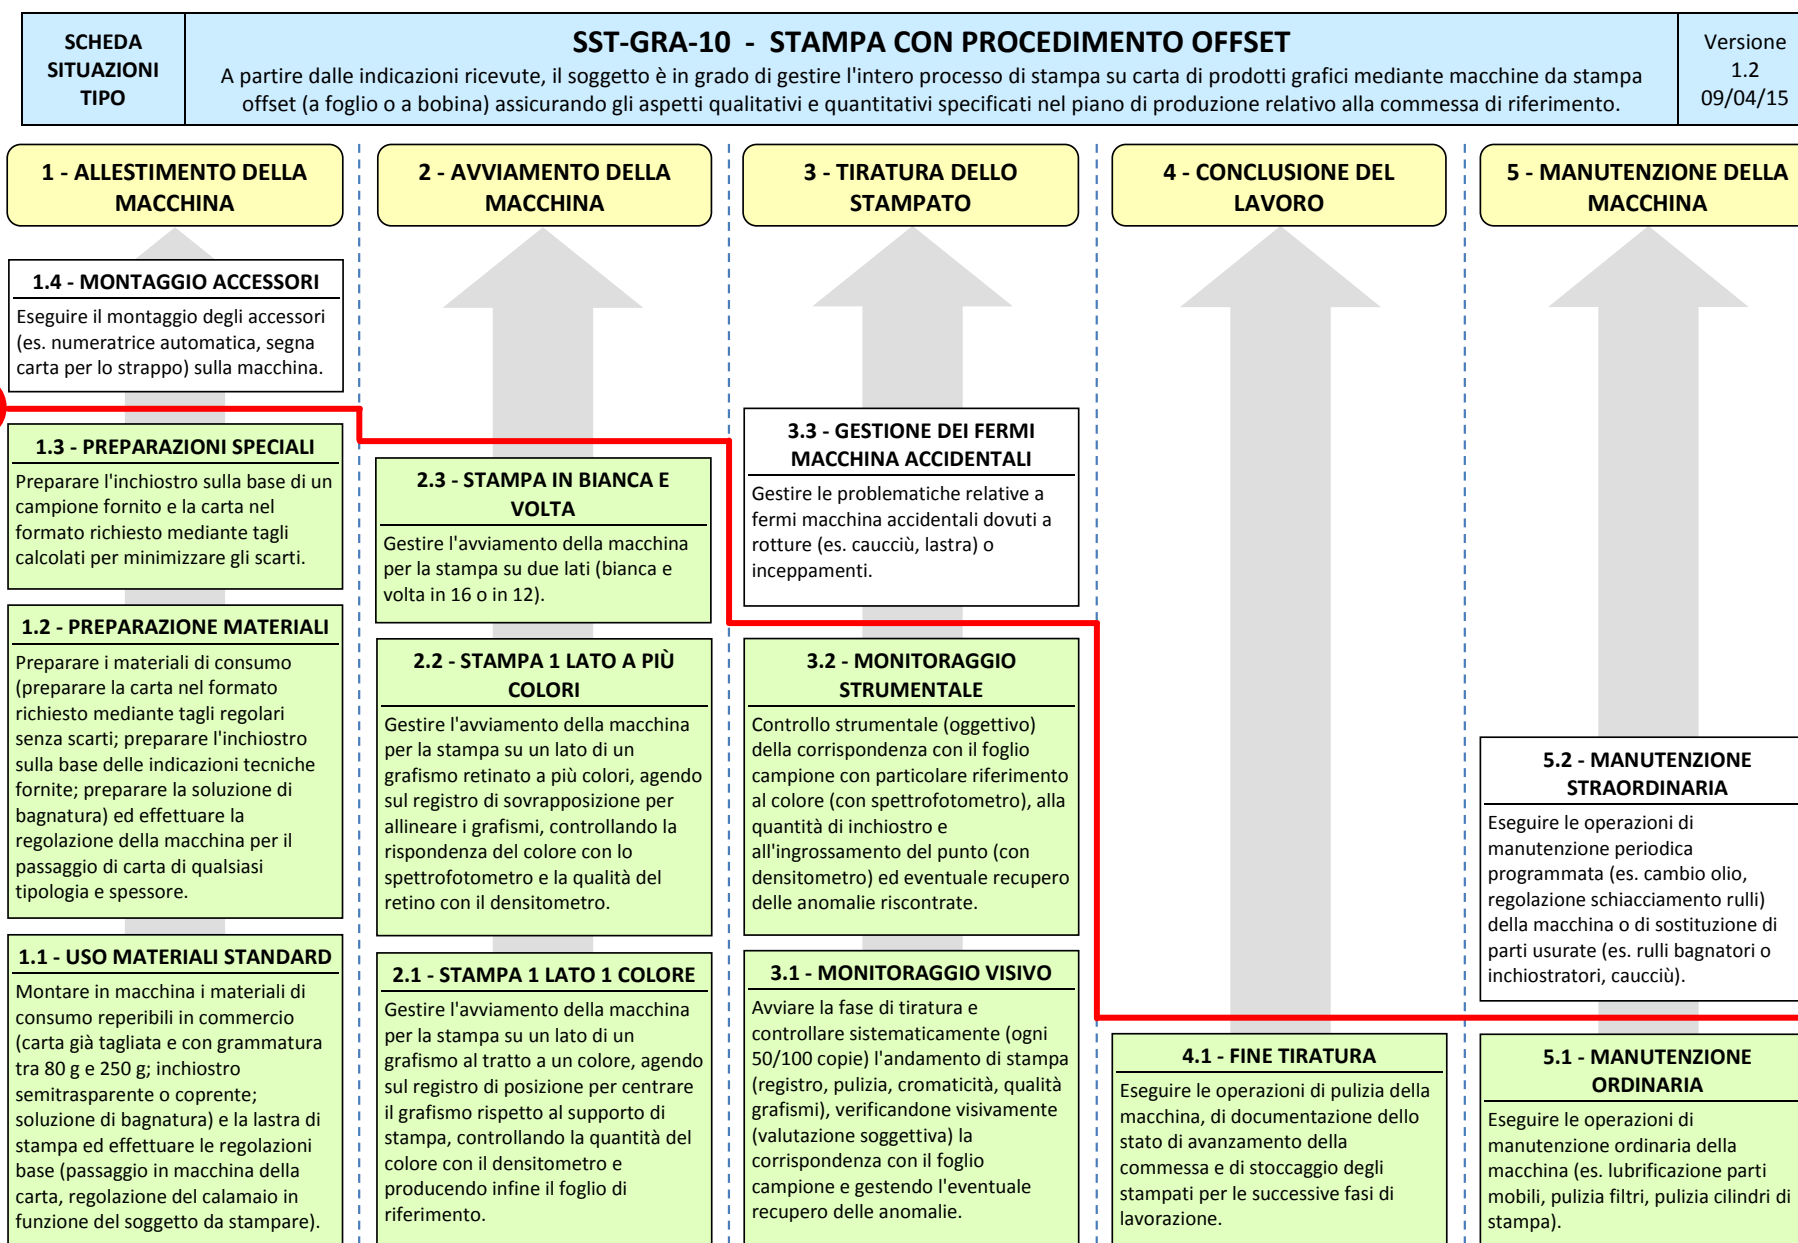 SCHEDA
SITUAZIONI
TIPO
SST-GRA-10 - STAMPA CON PROCEDIMENTO OFFSET
A partire dalle indicazioni ricevute, il soggetto è in grado di gestire l'intero processo di stampa su carta di prodotti grafici mediante macchine da stampa
offset (a foglio o a bobina) assicurando gli aspetti qualitativi e quantitativi specificati nel piano di produzione relativo alla commessa di riferimento.
Versione
1.2
09/04/15
1 - ALLESTIMENTO DELLA
MACCHINA
1.4 - MONTAGGIO ACCESSORI
Eseguire il montaggio degli accessori
(es. numeratrice automatica, segna
carta per lo strappo) sulla macchina.
1.3 - PREPARAZIONI SPECIALI
Preparare l'inchiostro sulla base di un
campione fornito e la carta nel
formato richiesto mediante tagli
calcolati per minimizzare gli scarti.
1.2 - PREPARAZIONE MATERIALI
Preparare i materiali di consumo
(preparare la carta nel formato
richiesto mediante tagli regolari
senza scarti; preparare l'inchiostro
sulla base delle indicazioni tecniche
fornite; preparare la soluzione di
bagnatura) ed effettuare la
regolazione della macchina per il
passaggio di carta di qualsiasi
tipologia e spessore.
1.1 - USO MATERIALI STANDARD
Montare in macchina i materiali di
consumo reperibili in commercio
(carta già tagliata e con grammatura
tra 80 g e 250 g; inchiostro
semitrasparente o coprente;
soluzione di bagnatura) e la lastra di
stampa ed effettuare le regolazioni
base (passaggio in macchina della
carta, regolazione del calamaio in
funzione del soggetto da stampare).
2 - AVVIAMENTO DELLA
MACCHINA
2.3 - STAMPA IN BIANCA E
VOLTA
Gestire l'avviamento della macchina
per la stampa su due lati (bianca e
volta in 16 o in 12).
2.2 - STAMPA 1 LATO A PIÙ
COLORI
Gestire l'avviamento della macchina
per la stampa su un lato di un
grafismo retinato a più colori, agendo
sul registro di sovrapposizione per
allineare i grafismi, controllando la
rispondenza del colore con lo
spettrofotometro e la qualità del
retino con il densitometro.
2.1 - STAMPA 1 LATO 1 COLORE
Gestire l'avviamento della macchina
per la stampa su un lato di un
grafismo al tratto a un colore, agendo
sul registro di posizione per centrare
il grafismo rispetto al supporto di
stampa, controllando la quantità del
colore con il densitometro e
producendo infine il foglio di
riferimento.
3 - TIRATURA DELLO
STAMPATO
3.3 - GESTIONE DEI FERMI
MACCHINA ACCIDENTALI
Gestire le problematiche relative a
fermi macchina accidentali dovuti a
rotture (es. caucciù, lastra) o
inceppamenti.
3.2 - MONITORAGGIO
STRUMENTALE
Controllo strumentale (oggettivo)
della corrispondenza con il foglio
campione con particolare riferimento
al colore (con spettrofotometro), alla
quantità di inchiostro e
all'ingrossamento del punto (con
densitometro) ed eventuale recupero
delle anomalie riscontrate.
3.1 - MONITORAGGIO VISIVO
Avviare la fase di tiratura e
controllare sistematicamente (ogni
50/100 copie) l'andamento di stampa
(registro, pulizia, cromaticità, qualità
grafismi), verificandone visivamente
(valutazione soggettiva) la
corrispondenza con il foglio
campione e gestendo l'eventuale
recupero delle anomalie.
4 - CONCLUSIONE DEL
LAVORO
4.1 - FINE TIRATURA
Eseguire le operazioni di pulizia della
macchina, di documentazione dello
stato di avanzamento della
commessa e di stoccaggio degli
stampati per le successive fasi di
lavorazione.
5 - MANUTENZIONE DELLA
MACCHINA
5.2 - MANUTENZIONE
STRAORDINARIA
Eseguire le operazioni di
manutenzione periodica
programmata (es. cambio olio,
regolazione schiacciamento rulli)
della macchina o di sostituzione di
parti usurate (es. rulli bagnatori o
inchiostratori, caucciù).
5.1 - MANUTENZIONE
ORDINARIA
Eseguire le operazioni di
manutenzione ordinaria della
macchina (es. lubrificazione parti
mobili, pulizia filtri, pulizia cilindri di
stampa).